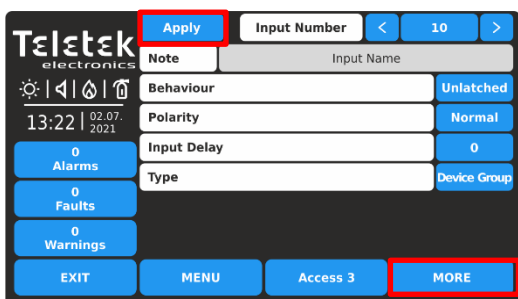 Teletek
electronics
13:22 | 02.07.
2021
0
Alarms
0
Faults
0
Warnings
EXIT
Apply
Input Number < 10 >
Note Input Name
Behaviour Unlatched
Polarity Normal
Input Delay 0
Type Device Group
MENU Access 3 MORE